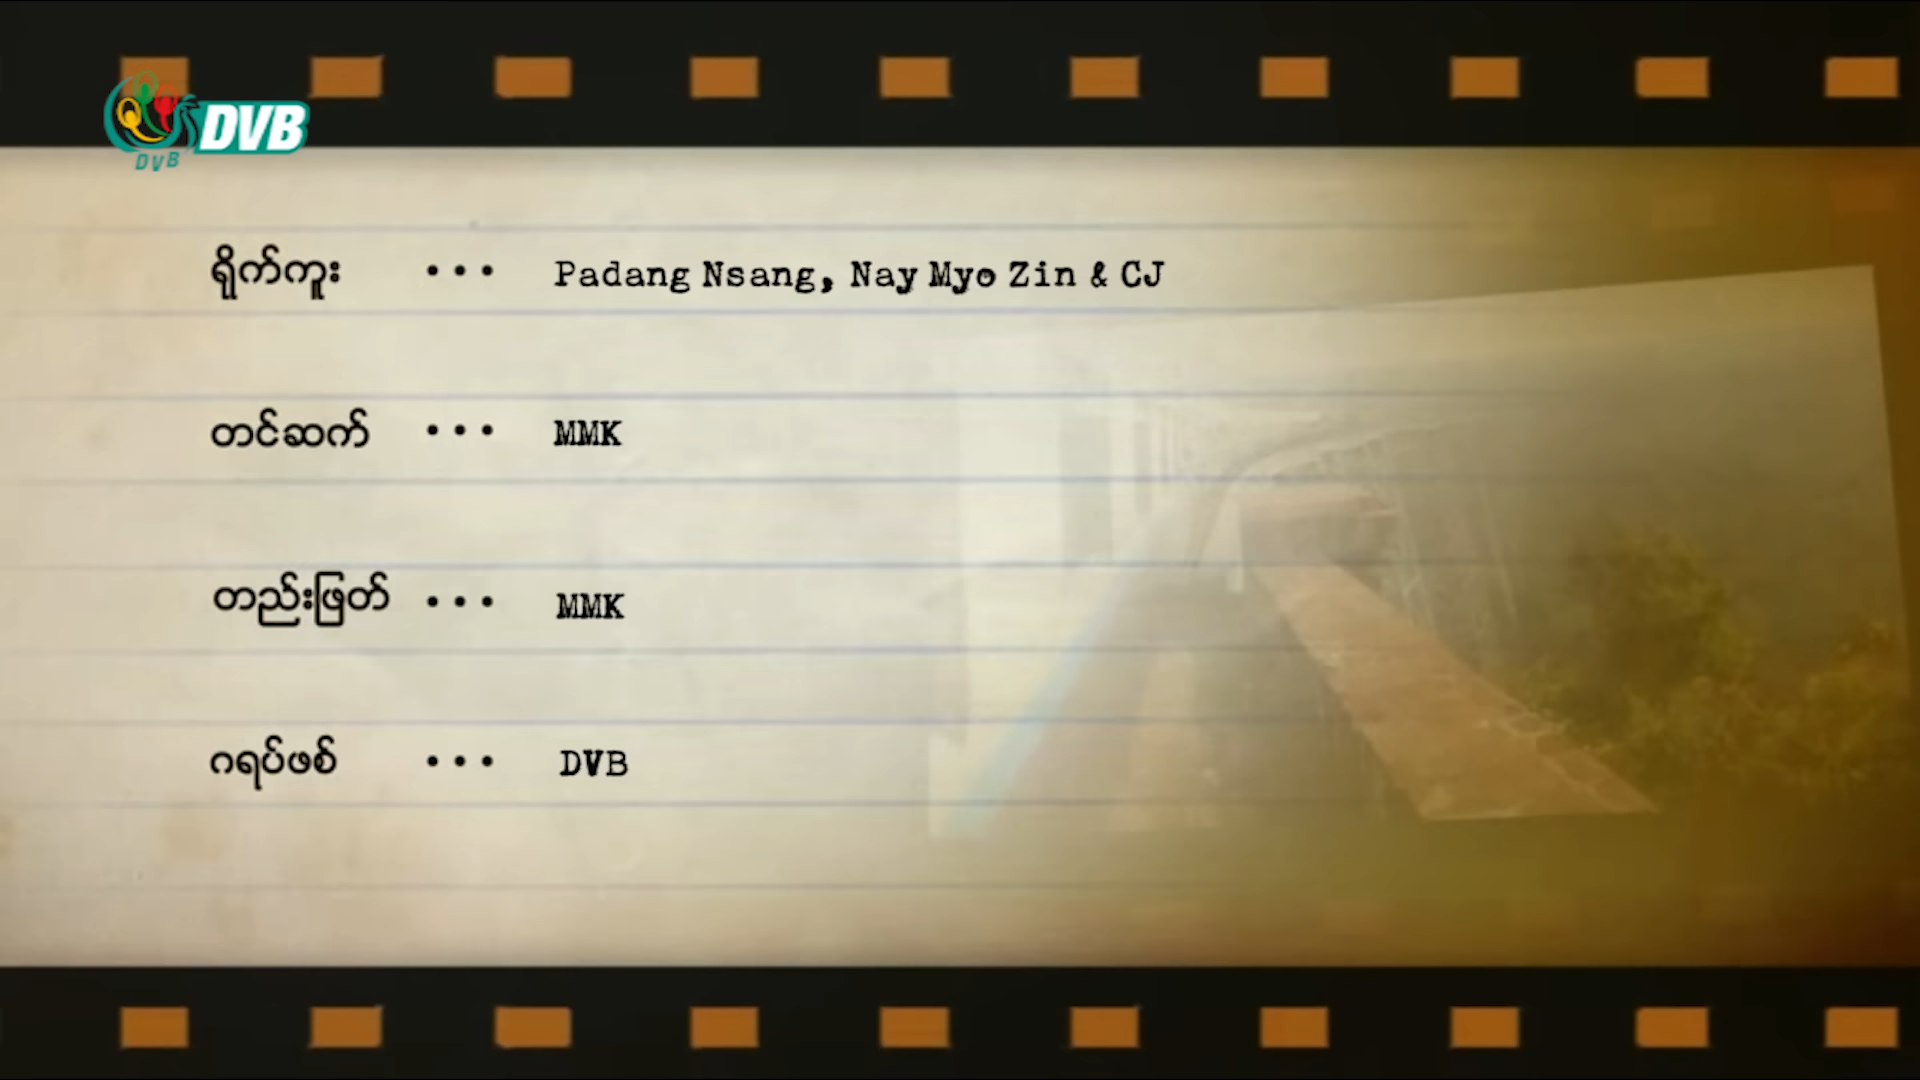 DVB
DVB
ရိုက်ကူး ... Padang Nsang, Nay Myo Zin & CJ
တင်ဆက် ... MMK
တည်းဖြတ် ... MMK
ဂရပ်ဖစ် ... DVB